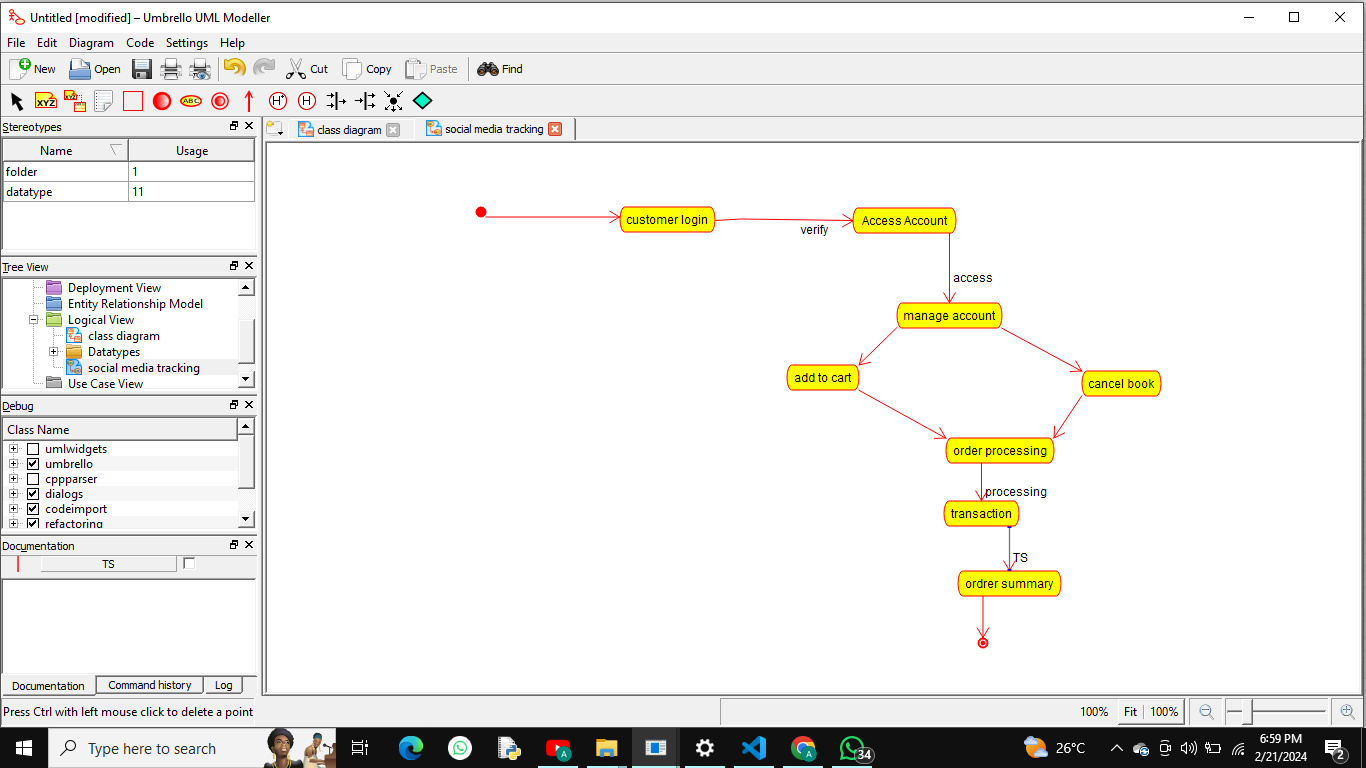 Untitled [modified] – Umbrello UML Modeller
File Edit Diagram Code Settings Help
New Open Cut Copy Paste Find
XYZ XYZ ABC H* H
Stereotypes
class diagram social media tracking
Name Usage
folder 1
datatype 11
Tree View
Deployment View
Entity Relationship Model
Logical View
class diagram
Datatypes
social media tracking
Use Case View
Debug
Class Name
umlwidgets
umbrello
cppparser
dialogs
codeimport
refactoring
Documentation
TS
Documentation Command history Log
customer login
verify
Access Account
access
manage account
add to cart
cancel book
order processing
processing
transaction
TS
ordrer summary
Press Ctrl with left mouse click to delete a point
100% Fit 100%
Type here to search
A
A
34
26°C
6:59 PM
2/21/2024
2